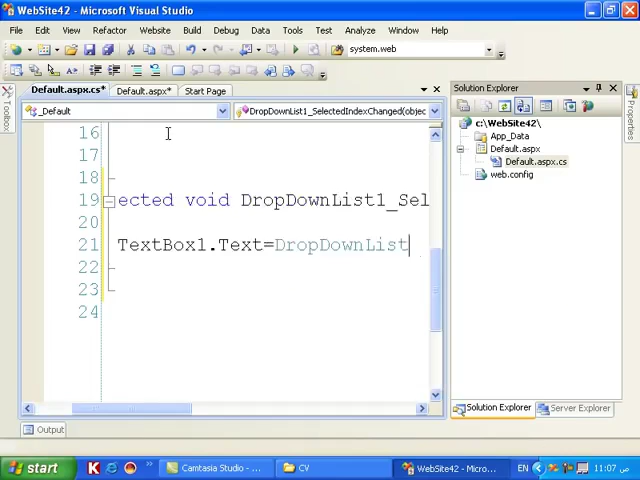 WebSite42 - Microsoft Visual Studio
File Edit View Refactor Website Build Debug Data Tools Test Analyze Window Help
system.web
Default.aspx.cs* Default.aspx* Start Page
_Default DropDownList1_SelectedIndexChanged(objec
Toolbox
16
17
18
19 ected void DropDownList1_Sel
20
21 TextBox1.Text=DropDownList
22
23
24
Solution Explorer
c:\WebSite42\
App_Data
Default.aspx
Default.aspx.cs
web.config
Properties
Solution Explorer Server Explorer
Output
start K Camtasia Studio - ... CV WebSite42 - Micros... EN 11:07 ص